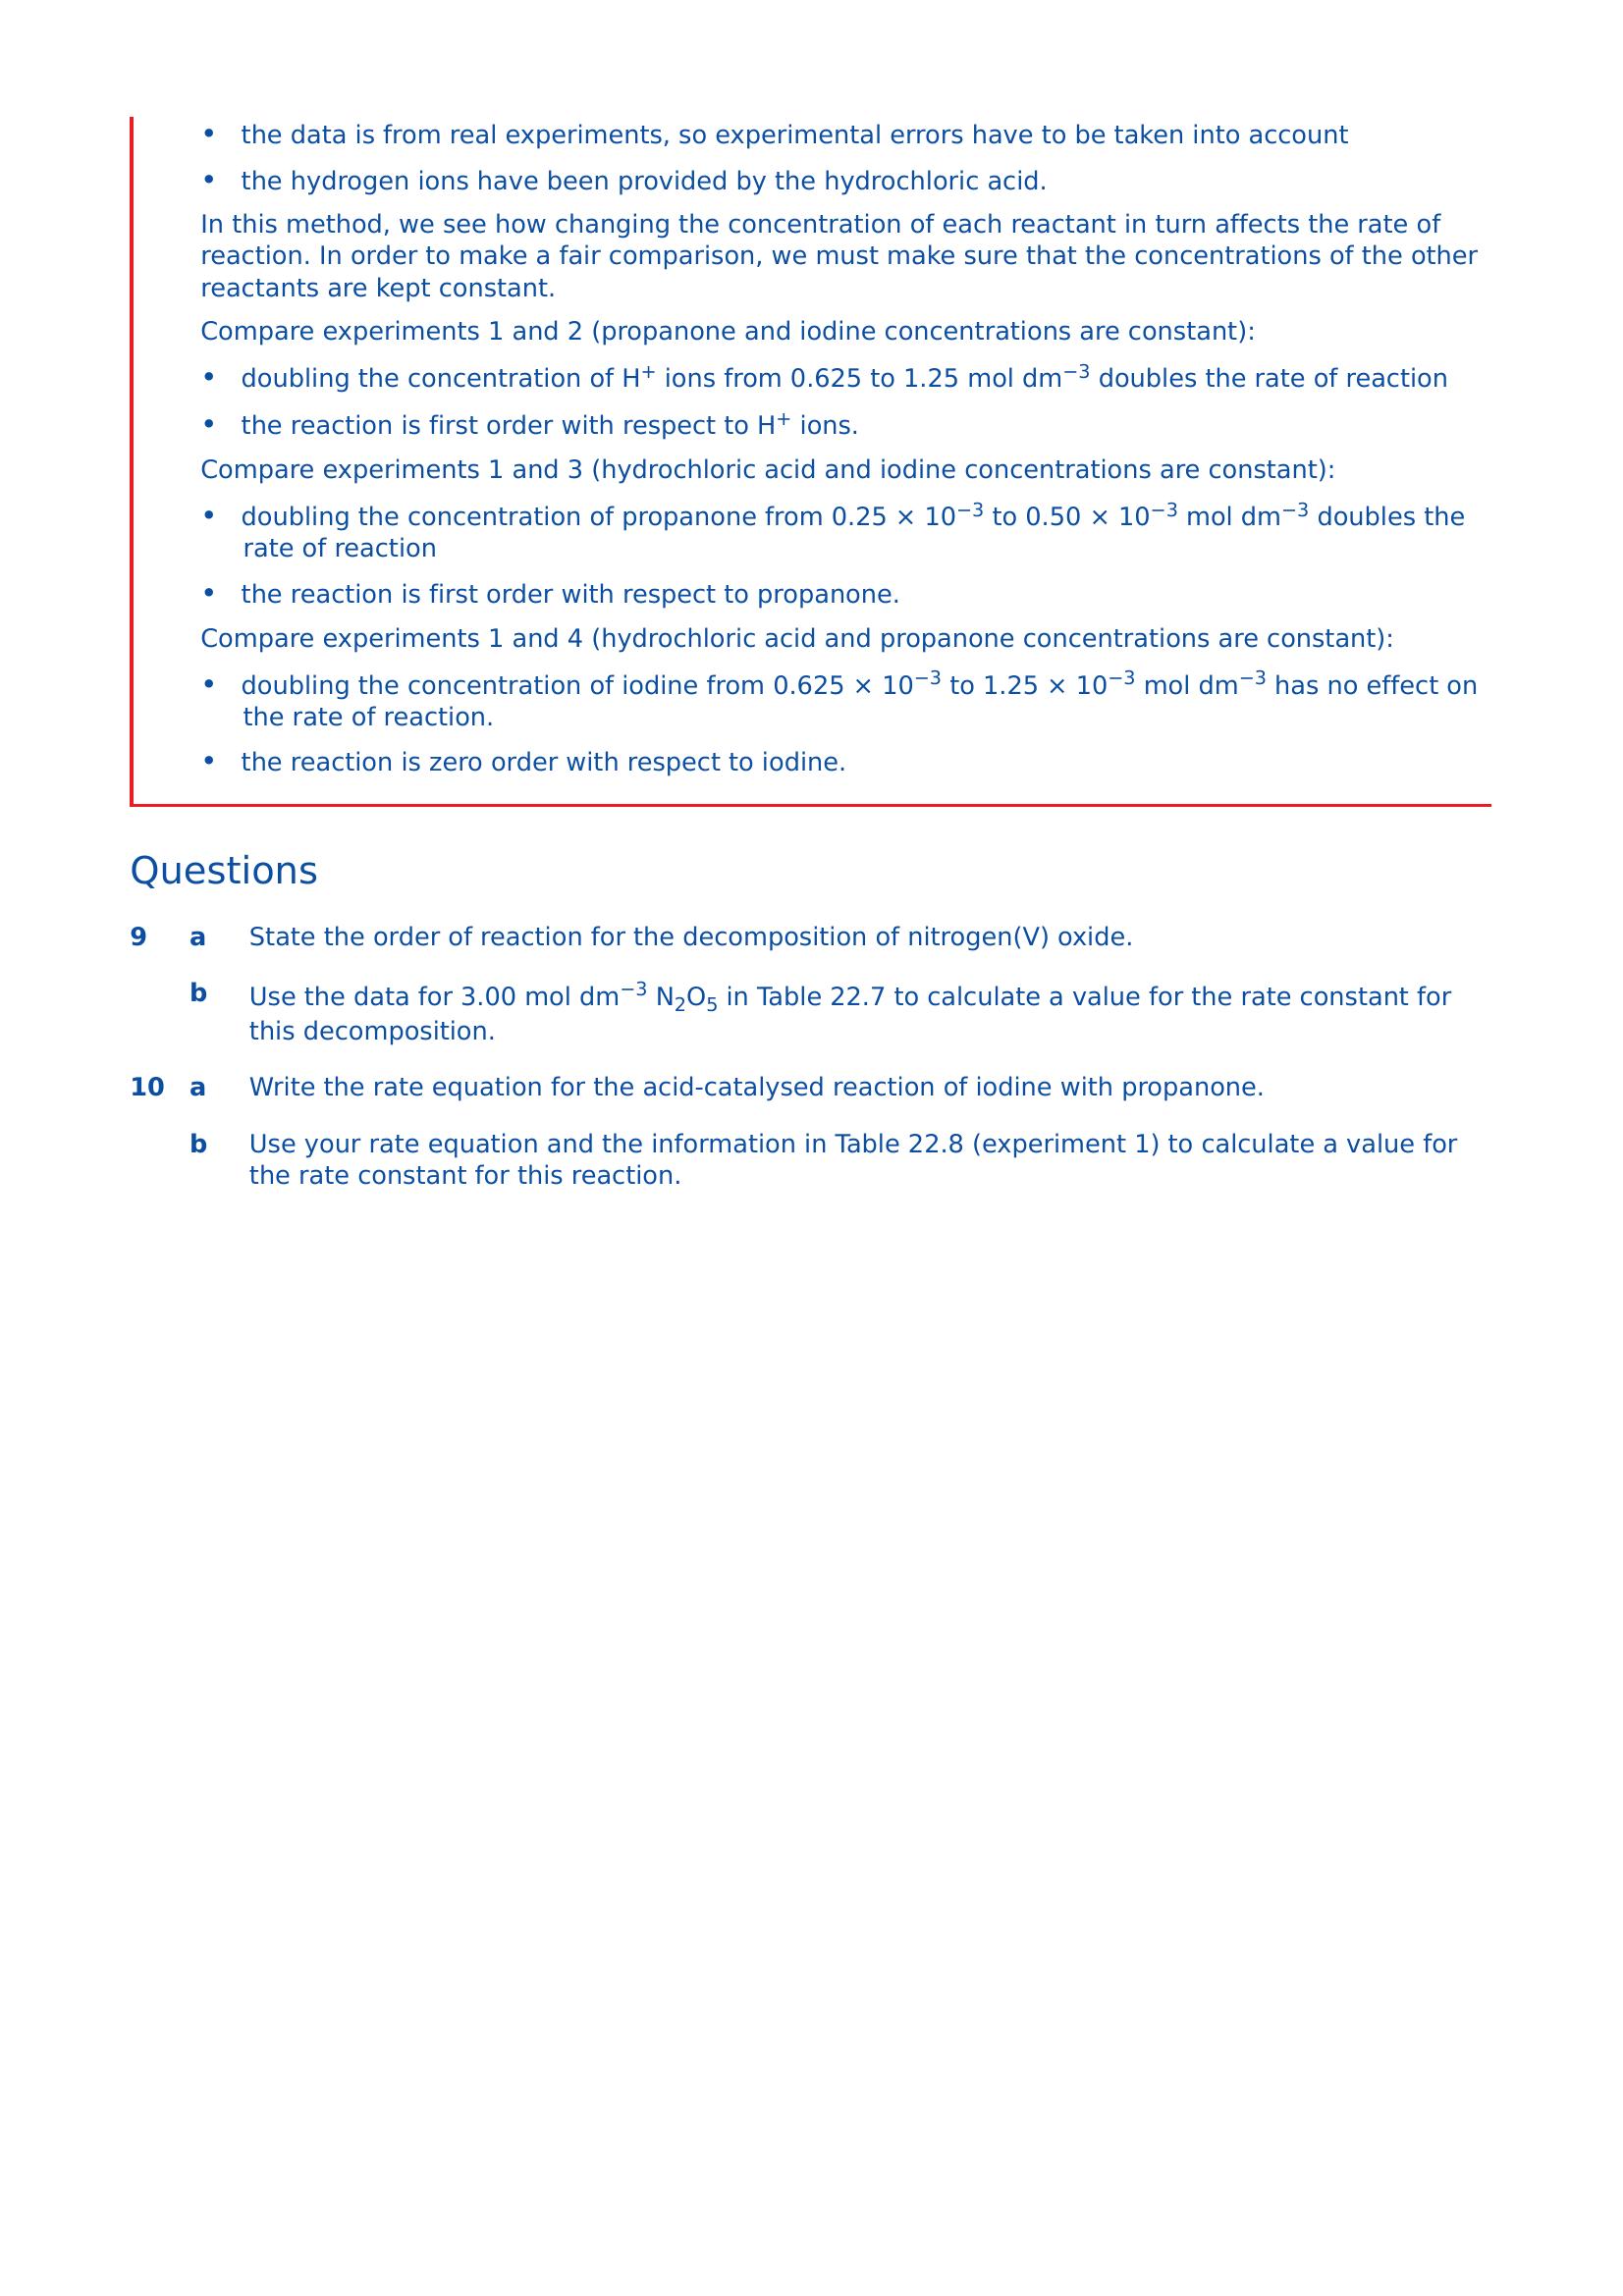 • the data is from real experiments, so experimental errors have to be taken into account
• the hydrogen ions have been provided by the hydrochloric acid.
In this method, we see how changing the concentration of each reactant in turn affects the rate of
reaction. In order to make a fair comparison, we must make sure that the concentrations of the other
reactants are kept constant.
Compare experiments 1 and 2 (propanone and iodine concentrations are constant):
• doubling the concentration of H⁺ ions from 0.625 to 1.25 mol dm⁻³ doubles the rate of reaction
• the reaction is first order with respect to H⁺ ions.
Compare experiments 1 and 3 (hydrochloric acid and iodine concentrations are constant):
• doubling the concentration of propanone from 0.25 × 10⁻³ to 0.50 × 10⁻³ mol dm⁻³ doubles the
rate of reaction
• the reaction is first order with respect to propanone.
Compare experiments 1 and 4 (hydrochloric acid and propanone concentrations are constant):
• doubling the concentration of iodine from 0.625 × 10⁻³ to 1.25 × 10⁻³ mol dm⁻³ has no effect on
the rate of reaction.
• the reaction is zero order with respect to iodine.
Questions
9 a State the order of reaction for the decomposition of nitrogen(V) oxide.
b Use the data for 3.00 mol dm⁻³ N₂O₅ in Table 22.7 to calculate a value for the rate constant for
this decomposition.
10 a Write the rate equation for the acid-catalysed reaction of iodine with propanone.
b Use your rate equation and the information in Table 22.8 (experiment 1) to calculate a value for
the rate constant for this reaction.